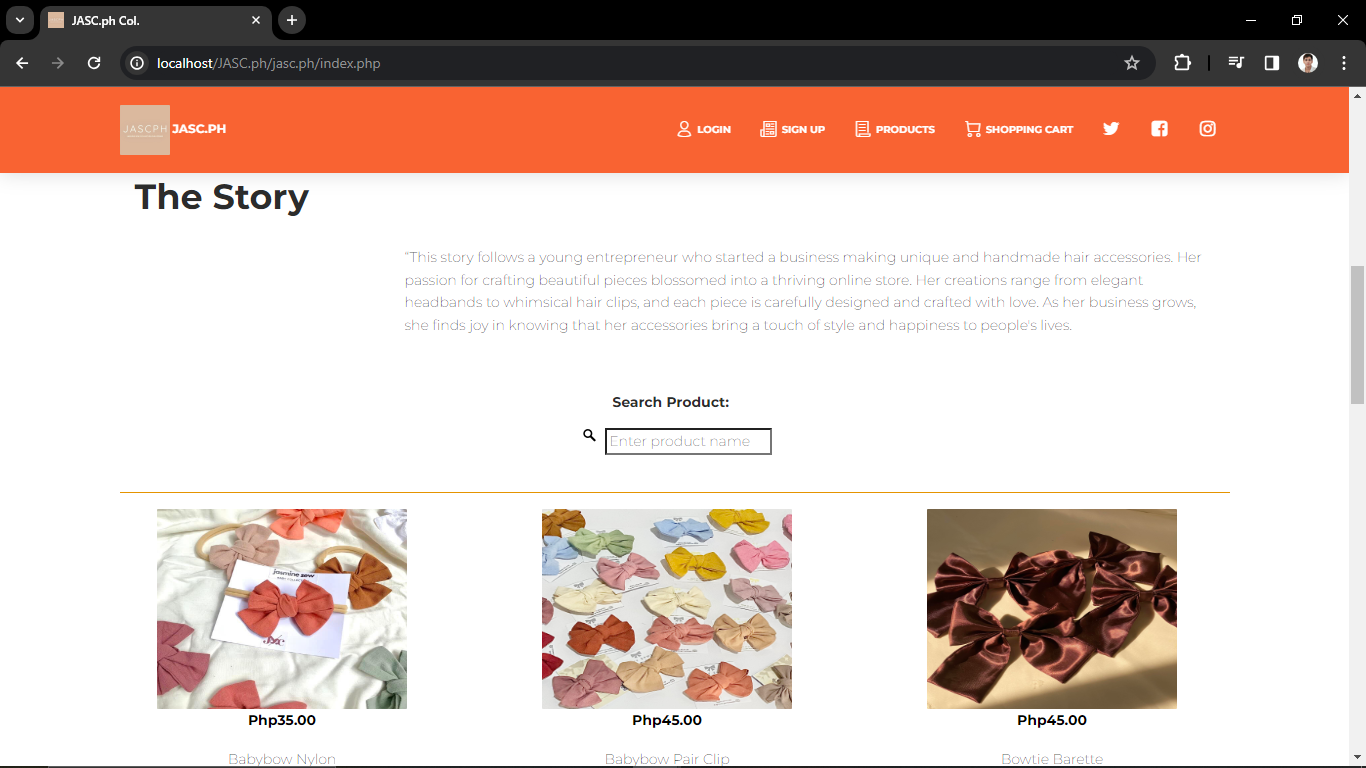 JASC.ph Col.
localhost/JASC.ph/jasc.ph/index.php
JASCPH
JASC.PH
LOGIN
SIGN UP
PRODUCTS
SHOPPING CART
The Story
"This story follows a young entrepreneur who started a business making unique and handmade hair accessories. Her
passion for crafting beautiful pieces blossomed into a thriving online store. Her creations range from elegant
headbands to whimsical hair clips, and each piece is carefully designed and crafted with love. As her business grows,
she finds joy in knowing that her accessories bring a touch of style and happiness to people's lives.
Search Product:
Enter product name
jasmine sew
JASC
Php35.00
Php45.00
Php45.00
Babybow Nylon
Babybow Pair Clip
Bowtie Barette